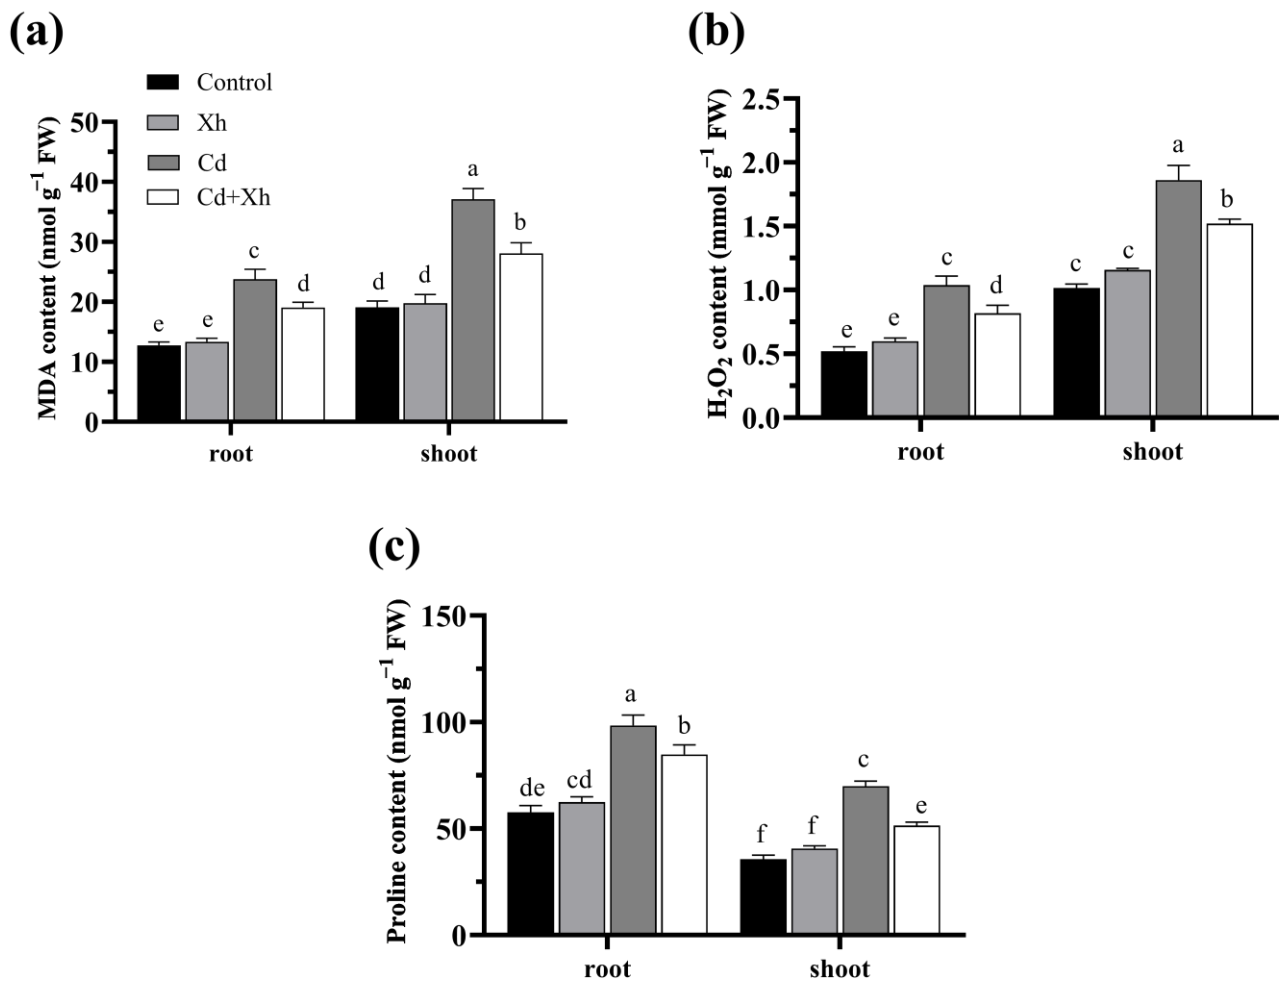 (a)
Control
Xh
Cd
Cd+Xh
MDA content (nmol g⁻¹ FW)
50
40
30
20
10
0
e
e
c
d
d
d
a
b
root
shoot
(b)
H₂O₂ content (mmol g⁻¹ FW)
2.5
2.0
1.5
1.0
0.5
0.0
e
e
c
d
c
c
a
b
root
shoot
(c)
Proline content (nmol g⁻¹ FW)
150
100
50
0
de
cd
a
b
f
f
c
e
root
shoot